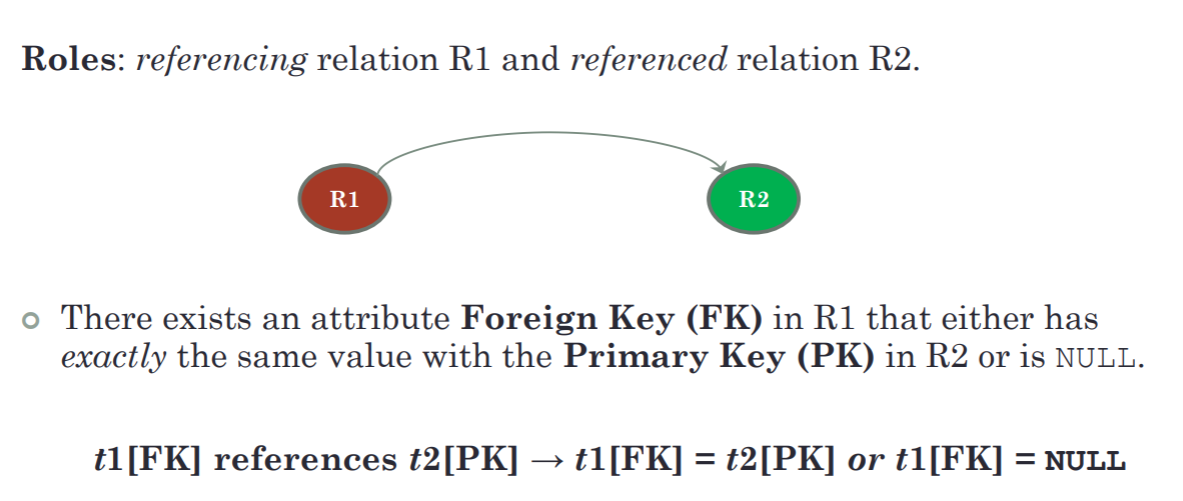 Roles: referencing relation R1 and referenced relation R2.
R1
R2
There exists an attribute Foreign Key (FK) in R1 that either has
exactly the same value with the Primary Key (PK) in R2 or is NULL.
t1[FK] references t2[PK] → t1[FK] = t2[PK] or t1[FK] = NULL